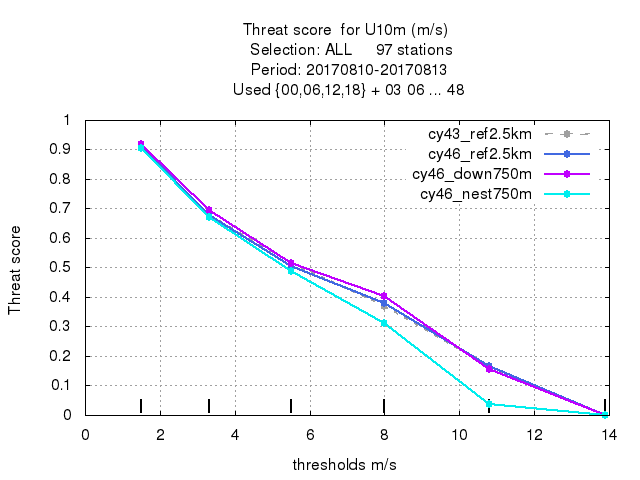 Threat score  for U10m (m/s)
Selection: ALL     97 stations
Period: 20170810-20170813
Used {00,06,12,18} + 03 06 ... 48
cy43_ref2.5km
cy46_ref2.5km
cy46_down750m
cy46_nest750m
1
0.9
0.8
0.7
0.6
0.5
0.4
0.3
0.2
0.1
0
Threat score
0 2 4 6 8 10 12 14
thresholds m/s